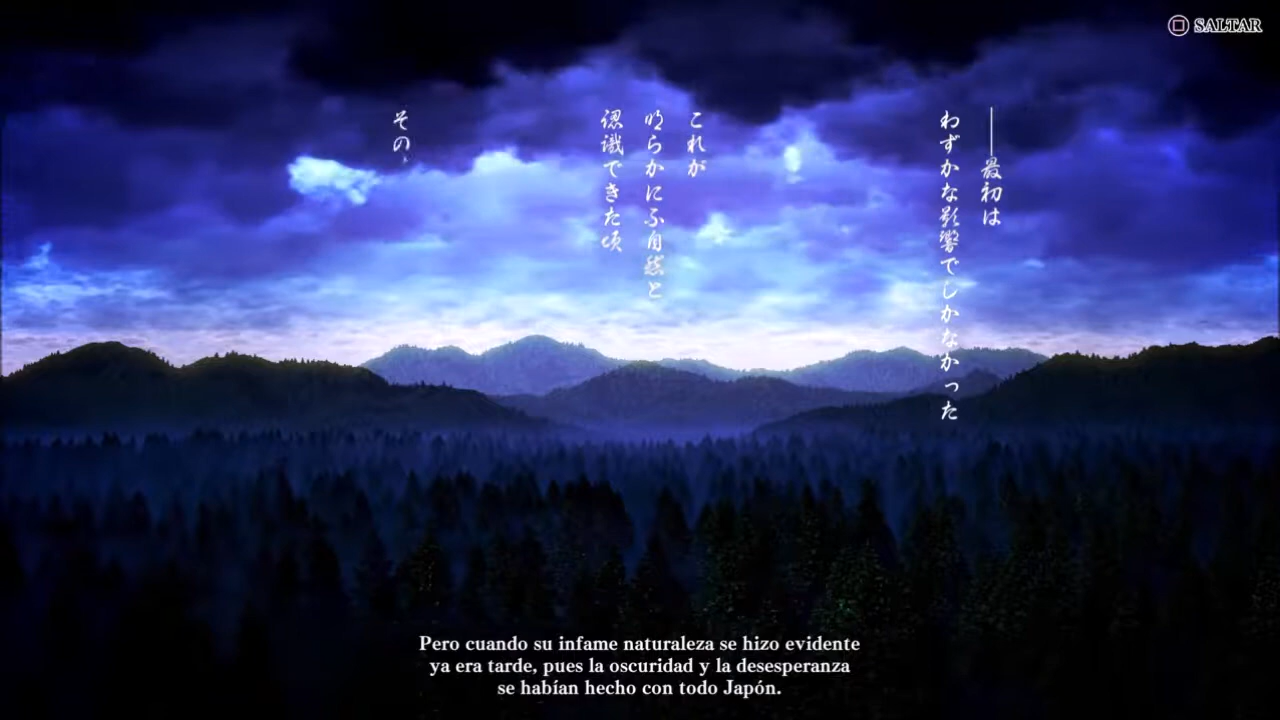 SALTAR
――最初は
わずかな影響でしかなかった
これが
明らかにふ自然と
認識できた頃
その
Pero cuando su infame naturaleza se hizo evidente
ya era tarde, pues la oscuridad y la desesperanza
se habían hecho con todo Japón.